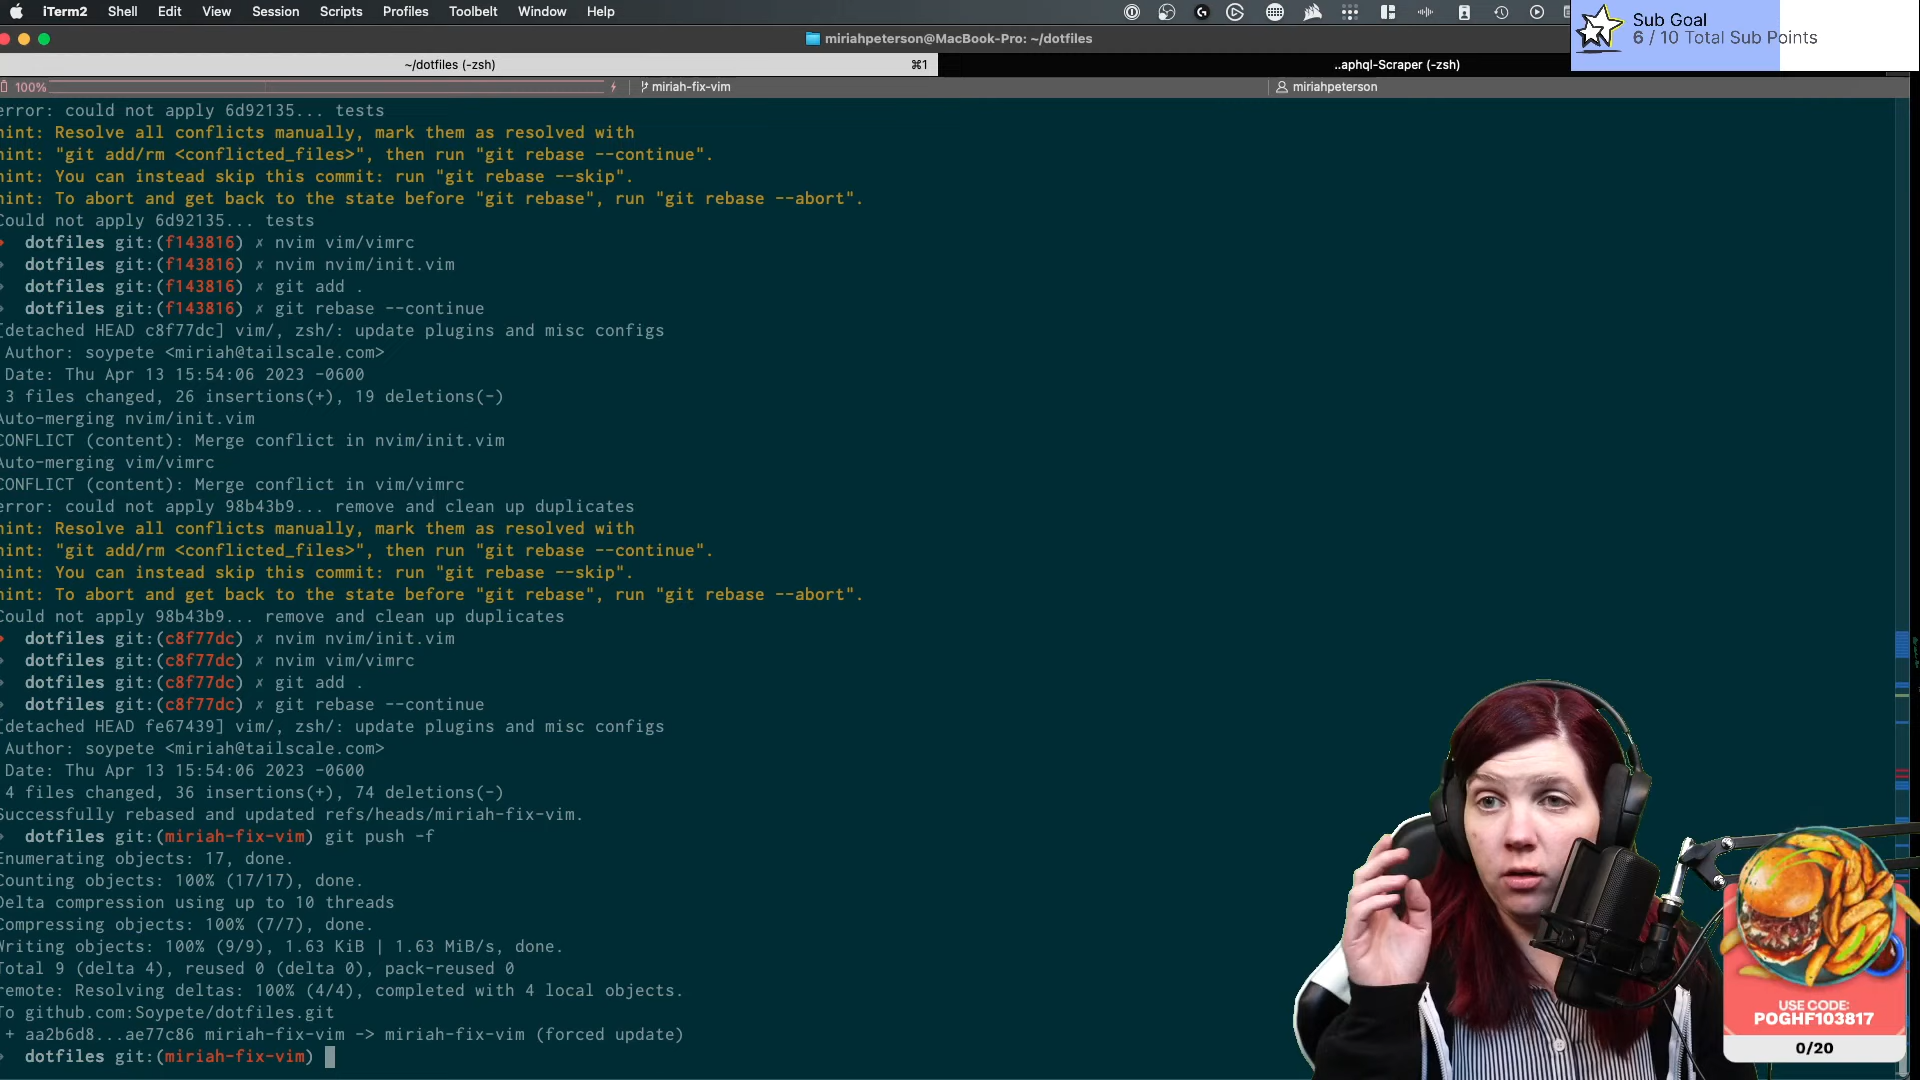 iTerm2 Shell Edit View Session Scripts Profiles Toolbelt Window Help
Sub Goal
6 / 10 Total Sub Points
miriahpeterson@MacBook-Pro: ~/dotfiles
~/dotfiles (-zsh) ⌘1 ..aphql-Scraper (-zsh)
100% miriah-fix-vim miriahpeterson
error: could not apply 6d92135... tests
hint: Resolve all conflicts manually, mark them as resolved with
hint: "git add/rm <conflicted_files>", then run "git rebase --continue".
hint: You can instead skip this commit: run "git rebase --skip".
hint: To abort and get back to the state before "git rebase", run "git rebase --abort".
Could not apply 6d92135... tests
dotfiles git:(f143816) ✗ nvim vim/vimrc
dotfiles git:(f143816) ✗ nvim nvim/init.vim
dotfiles git:(f143816) ✗ git add .
dotfiles git:(f143816) ✗ git rebase --continue
[detached HEAD c8f77dc] vim/, zsh/: update plugins and misc configs
Author: soypete <miriah@tailscale.com>
Date: Thu Apr 13 15:54:06 2023 -0600
3 files changed, 26 insertions(+), 19 deletions(-)
Auto-merging nvim/init.vim
CONFLICT (content): Merge conflict in nvim/init.vim
Auto-merging vim/vimrc
CONFLICT (content): Merge conflict in vim/vimrc
error: could not apply 98b43b9... remove and clean up duplicates
hint: Resolve all conflicts manually, mark them as resolved with
hint: "git add/rm <conflicted_files>", then run "git rebase --continue".
hint: You can instead skip this commit: run "git rebase --skip".
hint: To abort and get back to the state before "git rebase", run "git rebase --abort".
Could not apply 98b43b9... remove and clean up duplicates
dotfiles git:(c8f77dc) ✗ nvim nvim/init.vim
dotfiles git:(c8f77dc) ✗ nvim vim/vimrc
dotfiles git:(c8f77dc) ✗ git add .
dotfiles git:(c8f77dc) ✗ git rebase --continue
[detached HEAD fe67439] vim/, zsh/: update plugins and misc configs
Author: soypete <miriah@tailscale.com>
Date: Thu Apr 13 15:54:06 2023 -0600
4 files changed, 36 insertions(+), 74 deletions(-)
Successfully rebased and updated refs/heads/miriah-fix-vim.
dotfiles git:(miriah-fix-vim) git push -f
Enumerating objects: 17, done.
Counting objects: 100% (17/17), done.
Delta compression using up to 10 threads
Compressing objects: 100% (7/7), done.
Writing objects: 100% (9/9), 1.63 KiB | 1.63 MiB/s, done.
Total 9 (delta 4), reused 0 (delta 0), pack-reused 0
remote: Resolving deltas: 100% (4/4), completed with 4 local objects.
To github.com:Soypete/dotfiles.git
+ aa2b6d8...ae77c86 miriah-fix-vim -> miriah-fix-vim (forced update)
dotfiles git:(miriah-fix-vim)
USE CODE:
POGHF103817
0/20